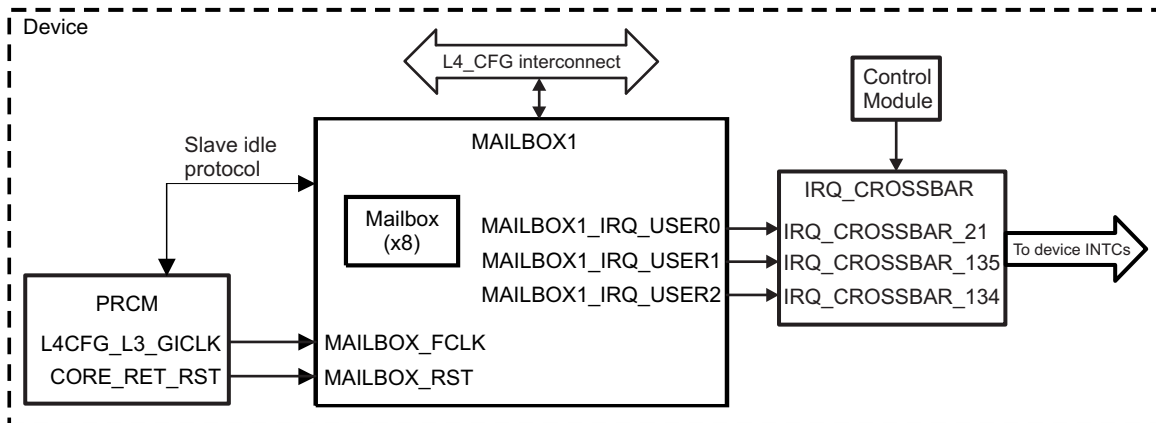 Device
L4_CFG interconnect
Control
Module
MAILBOX1
Slave idle
protocol
IRQ_CROSSBAR
Mailbox
(x8)
MAILBOX1_IRQ_USER0
IRQ_CROSSBAR_21
MAILBOX1_IRQ_USER1
IRQ_CROSSBAR_135
To device INTCs
MAILBOX1_IRQ_USER2
IRQ_CROSSBAR_134
PRCM
L4CFG_L3_GICLK
MAILBOX_FCLK
CORE_RET_RST
MAILBOX_RST